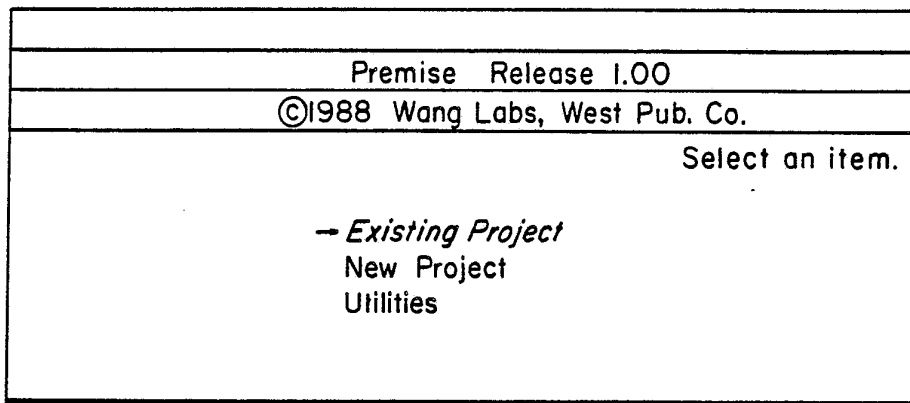 Premise Release 1.00
©1988 Wang Labs, West Pub. Co.
Select an item.
→ Existing Project
New Project
Utilities